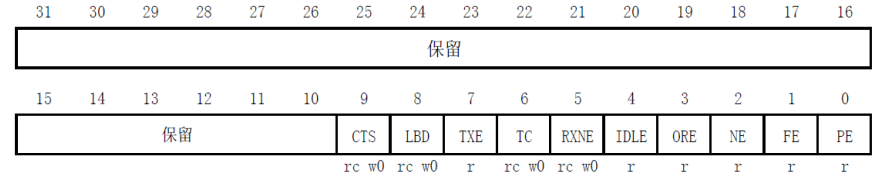 31 30 29 28 27 26 25 24 23 22 21 20 19 18 17 16
保留
15 14 13 12 11 10 9 8 7 6 5 4 3 2 1 0
保留 CTS LBD TXE TC RXNE IDLE ORE NE FE PE
rc w0 rc w0 r rc w0 rc w0 r r r r r